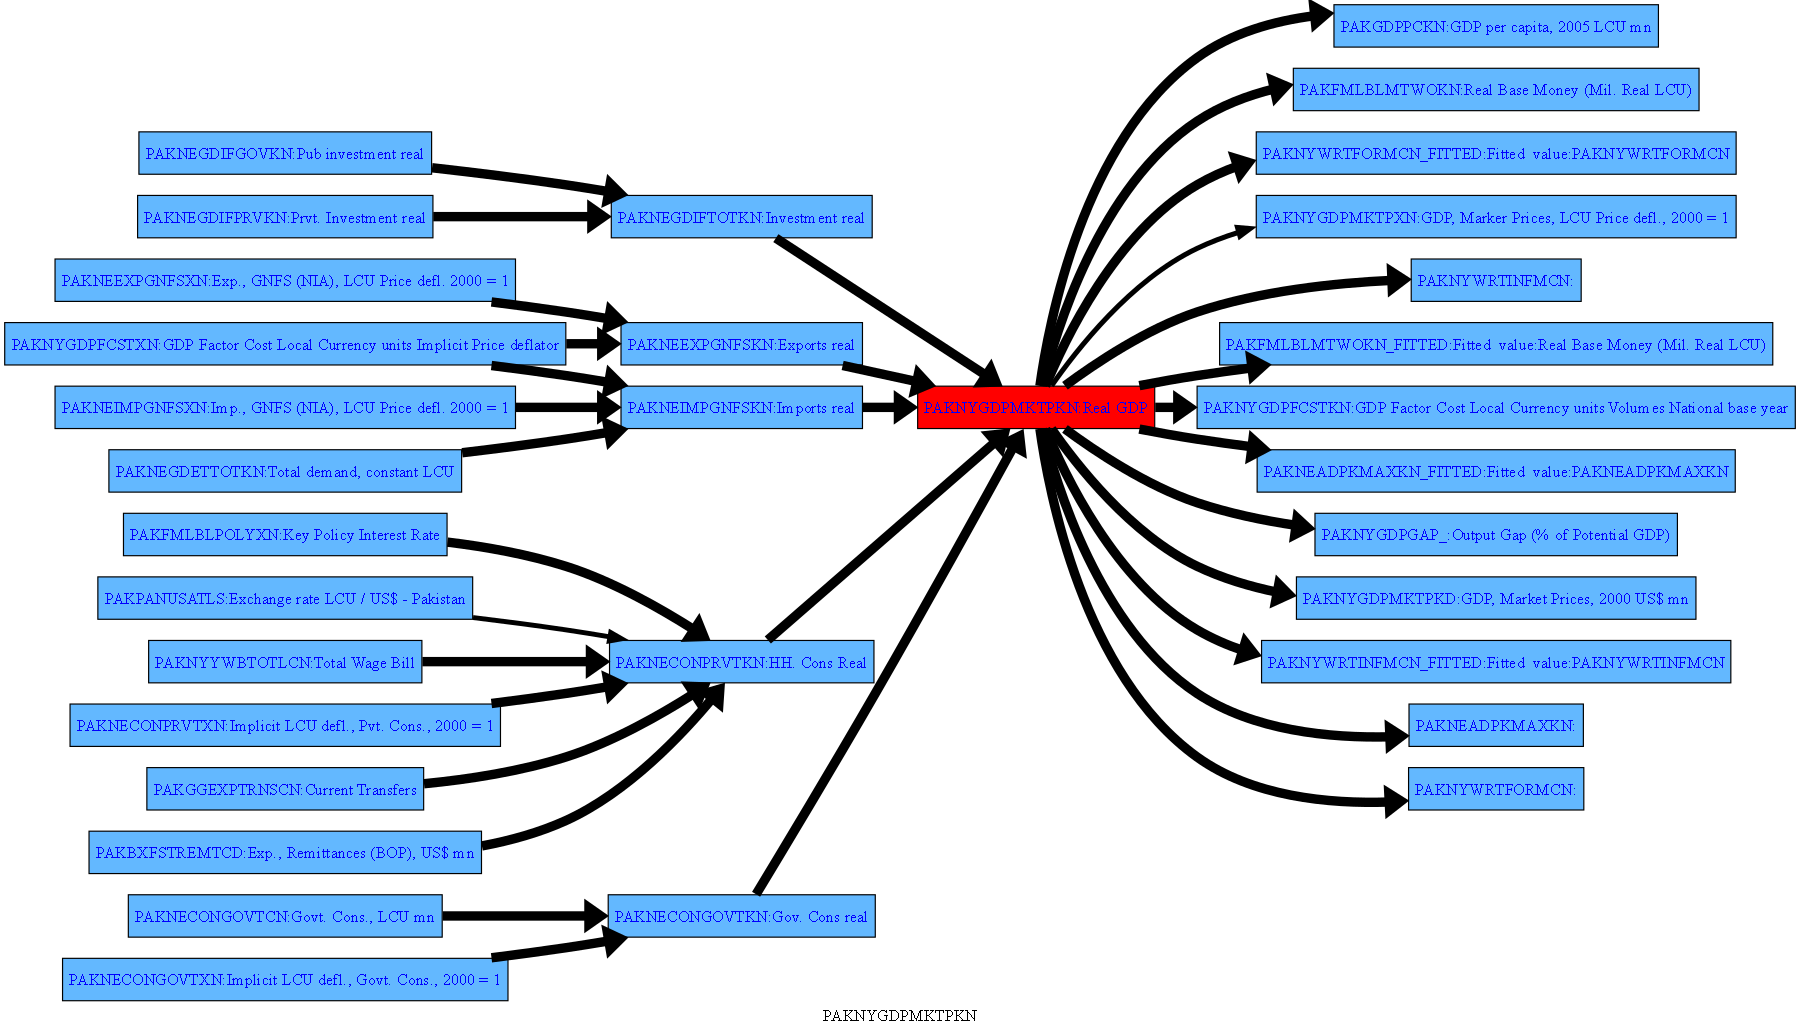 PAKNEGDIFGOVKN:Pub investment real
PAKNEGDIFPRVKN:Prvt. Investment real
PAKNEEXPGNFSXN:Exp., GNFS (NIA), LCU Price defl. 2000 = 1
PAKNYGDPFCSTXN:GDP Factor Cost Local Currency units Implicit Price deflator
PAKNEIMPGNFSXN:Imp., GNFS (NIA), LCU Price defl. 2000 = 1
PAKNEGDETTOTKN:Total demand, constant LCU
PAKFMLBLPOLYXN:Key Policy Interest Rate
PAKPANUSATLS:Exchange rate LCU / US$ - Pakistan
PAKNYYWBTOTLCN:Total Wage Bill
PAKNECONPRVTXN:Implicit LCU defl., Pvt. Cons., 2000 = 1
PAKGGEXPTRNSCN:Current Transfers
PAKBXFSTREMTCD:Exp., Remittances (BOP), US$ mn
PAKNECONGOVTCN:Govt. Cons., LCU mn
PAKNECONGOVTXN:Implicit LCU defl., Govt. Cons., 2000 = 1
PAKNEGDIFTOTKN:Investment real
PAKNEEXPGNFSKN:Exports real
PAKNEIMPGNFSKN:Imports real
PAKNECONPRVTKN:HH. Cons Real
PAKNECONGOVTKN:Gov. Cons real
PAKNYGDPMKTPKN:Real GDP
PAKGDPPCKN:GDP per capita, 2005 LCU mn
PAKFMLBLMTWOKN:Real Base Money (Mil. Real LCU)
PAKNYWRTFORMCN_FITTED:Fitted value:PAKNYWRTFORMCN
PAKNYGDPMKTPXN:GDP, Marker Prices, LCU Price defl., 2000 = 1
PAKNYWRTINFMCN:
PAKFMLBLMTWOKN_FITTED:Fitted value:Real Base Money (Mil. Real LCU)
PAKNYGDPFCSTKN:GDP Factor Cost Local Currency units Volumes National base year
PAKNEADPKMAXKN_FITTED:Fitted value:PAKNEADPKMAXKN
PAKNYGDPGAP_:Output Gap (% of Potential GDP)
PAKNYGDPMKTPKD:GDP, Market Prices, 2000 US$ mn
PAKNYWRTINFMCN_FITTED:Fitted value:PAKNYWRTINFMCN
PAKNEADPKMAXKN:
PAKNYWRTFORMCN:
PAKNYGDPMKTPKN